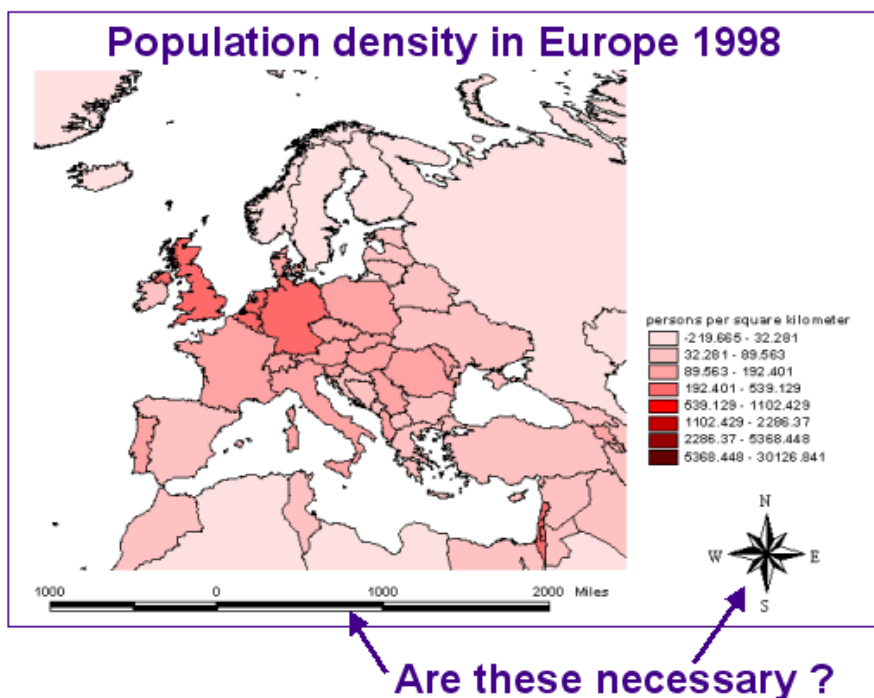 Population density in Europe 1998
persons per square kilometer
-219.665 - 32.281
32.281 - 89.563
89.563 - 192.401
192.401 - 539.129
539.129 - 1102.429
1102.429 - 2286.37
2286.37 - 5368.448
5368.448 - 30126.841
N
W E
S
1000 0 1000 2000 Miles
Are these necessary ?